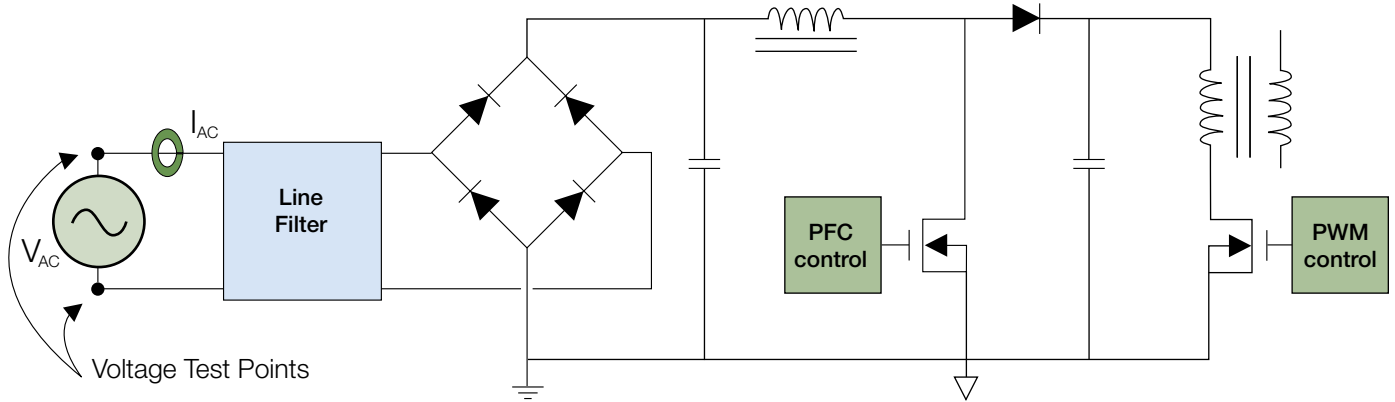 I_AC
Line
Filter
V_AC
Voltage Test Points
PFC
control
PWM
control